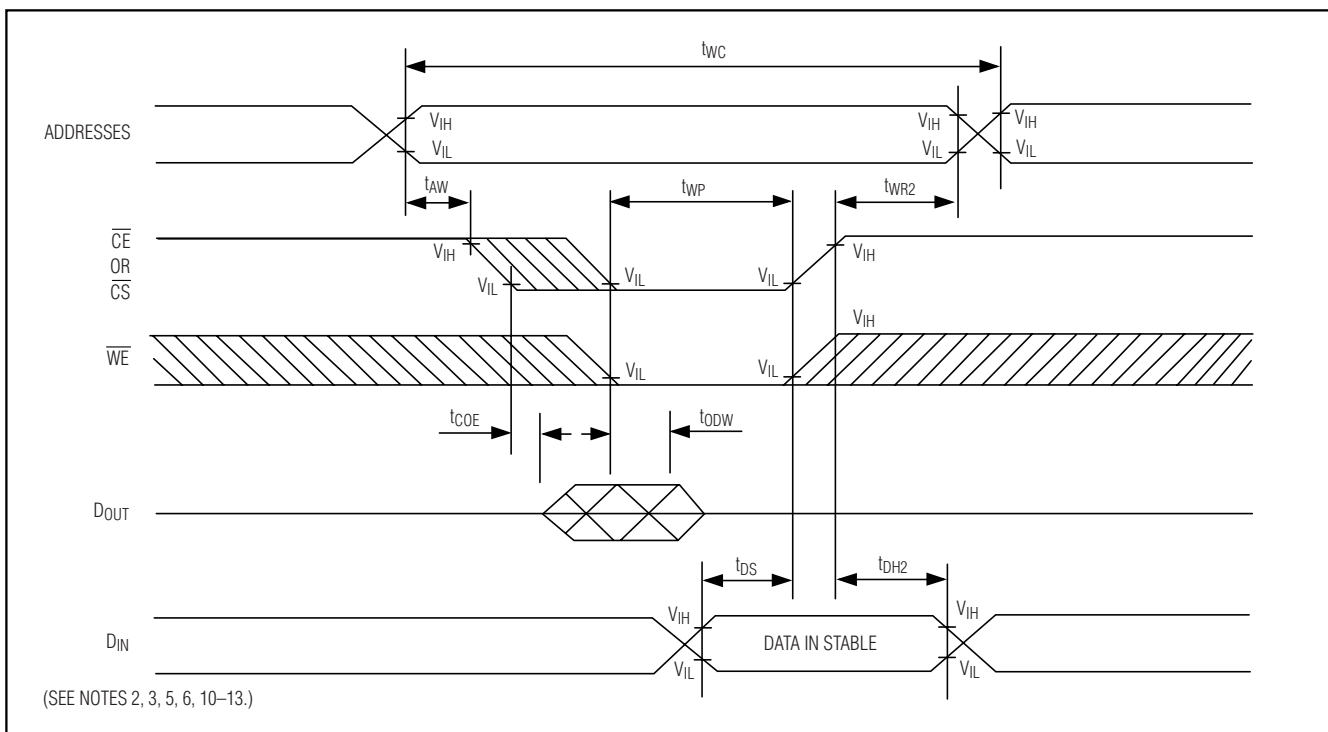 tWC
ADDRESSES
VIH
VIL
VIH
VIL
VIH
VIL
tAW
tWP
tWR2
CE
OR
CS
VIH
VIL
VIL
VIL
VIH
WE
VIL
VIL
VIH
tCOE
tODW
DOUT
tDS
tDH2
DIN
VIH
VIL
DATA IN STABLE
VIH
VIL
(SEE NOTES 2, 3, 5, 6, 10–13.)